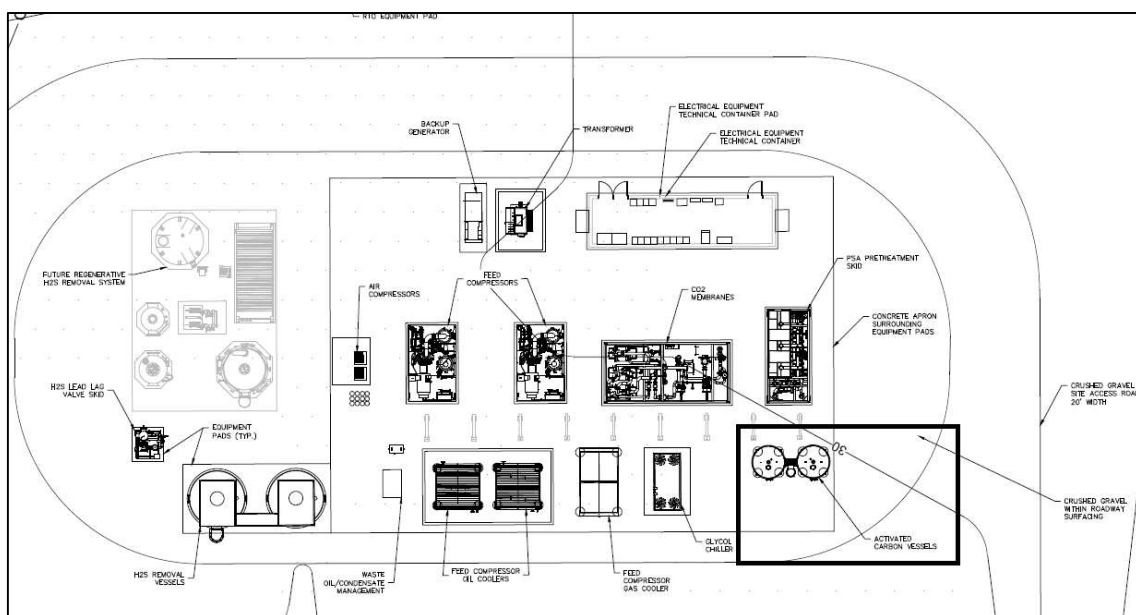 RTO EQUIPMENT PAD
ELECTRICAL EQUIPMENT
TECHNICAL CONTAINER PAD
BACKUP
GENERATOR
TRANSFORMER
ELECTRICAL EQUIPMENT
TECHNICAL CONTAINER
FUTURE REGENERATIVE
H2S REMOVAL SYSTEM
AIR
COMPRESSORS
FEED
COMPRESSORS
CO2
MEMBRANES
PSA PRETREATMENT
SKID
CONCRETE APRON
SURROUNDING
EQUIPMENT PADS
H2S LEAD LAG
VALVE SKID
EQUIPMENT
PADS (TYP.)
CRUSHED GRAVEL
SITE ACCESS ROA
20' WIDTH
30
CRUSHED GRAVEL
WITHIN ROADWAY
SURFACING
H2S REMOVAL
VESSELS
WASTE
OIL/CONDENSATE
MANAGEMENT
FEED COMPRESSOR
OIL COOLERS
FEED
COMPRESSOR
GAS COOLER
GLYCOL
CHILLER
ACTIVATED
CARBON VESSELS